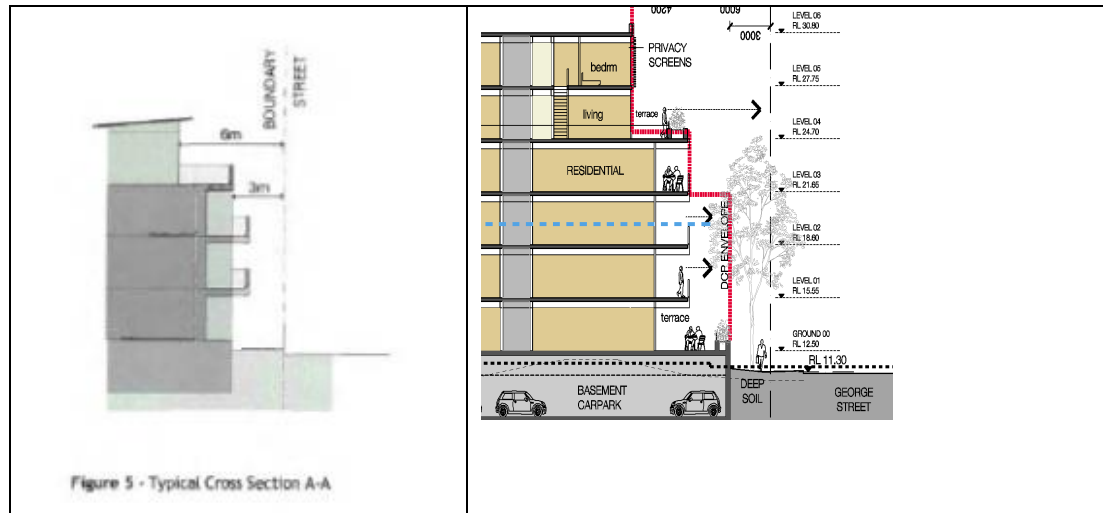 BOUNDARY
STREET
6m
3m
Figure 5 - Typical Cross Section A-A
4200
6000
3000
PRIVACY
SCREENS
bedrm
living
terrace
RESIDENTIAL
DCP ENVELOPE
terrace
BASEMENT
CARPARK
DEEP
SOIL
GEORGE
STREET
LEVEL 06
RL 30.80
LEVEL 05
RL 27.75
LEVEL 04
RL 24.70
LEVEL 03
RL 21.65
LEVEL 02
RL 18.60
LEVEL 01
RL 15.55
GROUND 00
RL 12.50
RL 11.30